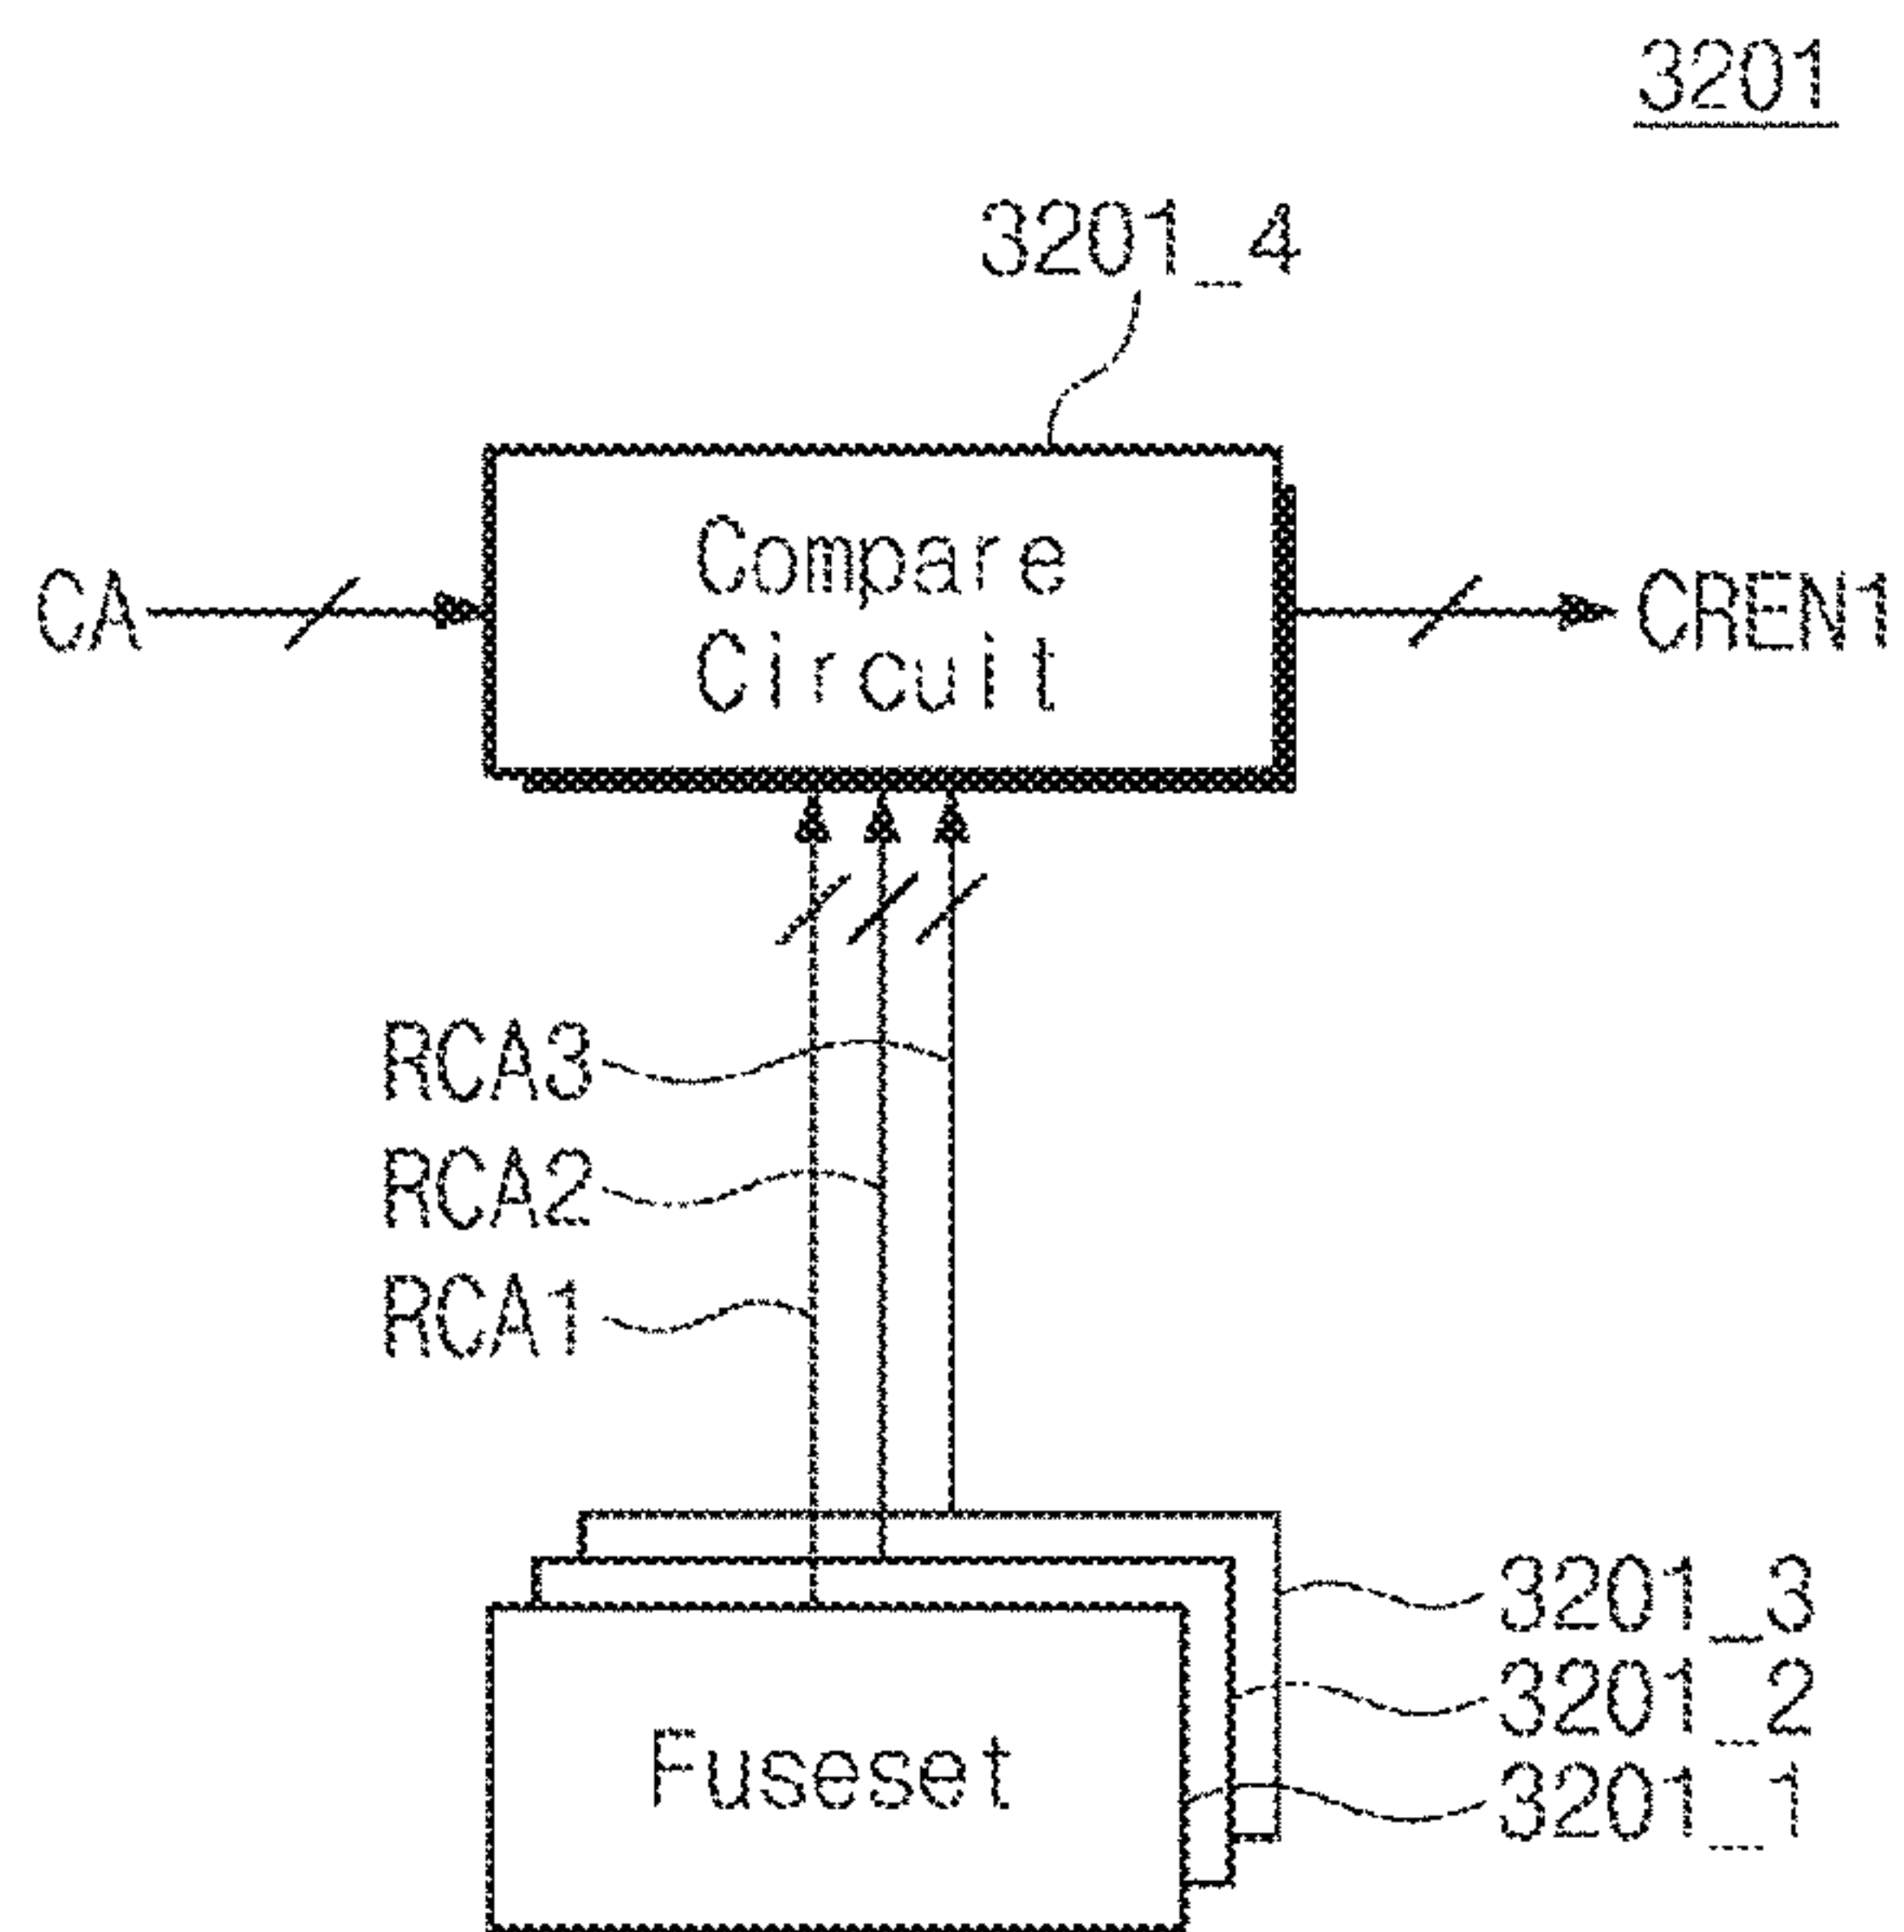 3201
3201_4
Compare
Circuit
CA
CREN1
RCA3
RCA2
RCA1
3201_3
3201_2
3201_1
Fuseset